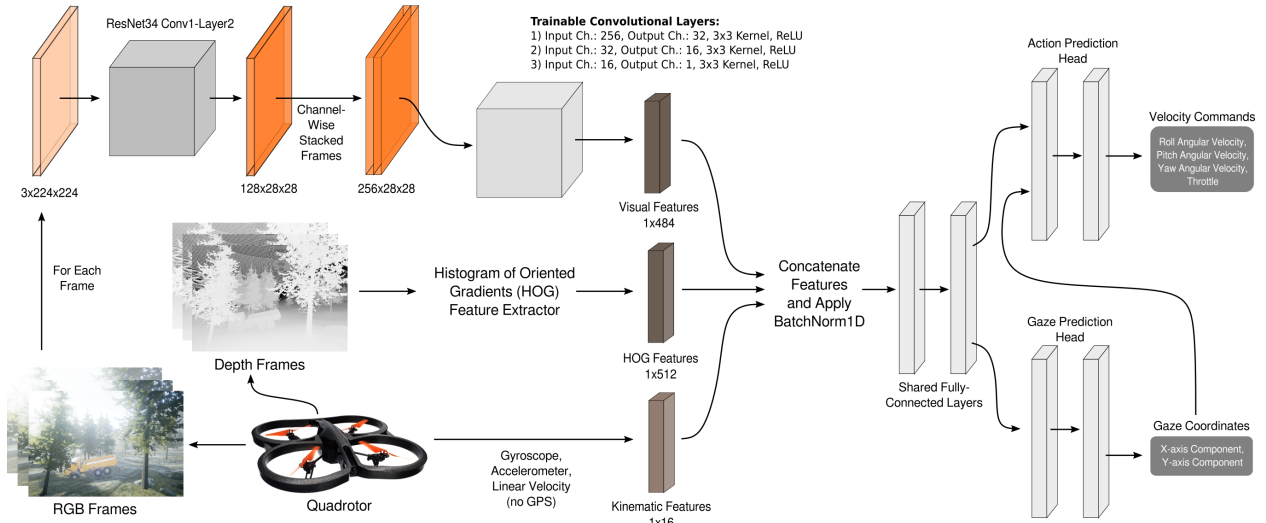 ResNet34 Conv1-Layer2
3x224x224
128x28x28
Channel-
Wise
Stacked
Frames
256x28x28
Trainable Convolutional Layers:
1) Input Ch.: 256, Output Ch.: 32, 3x3 Kernel, ReLU
2) Input Ch.: 32, Output Ch.: 16, 3x3 Kernel, ReLU
3) Input Ch.: 16, Output Ch.: 1, 3x3 Kernel, ReLU
Visual Features
1x484
For Each
Frame
Depth Frames
Histogram of Oriented
Gradients (HOG)
Feature Extractor
HOG Features
1x512
RGB Frames
Quadrotor
Gyroscope,
Accelerometer,
Linear Velocity
(no GPS)
Kinematic Features
1x16
Concatenate
Features
and Apply
BatchNorm1D
Shared Fully-
Connected Layers
Action Prediction
Head
Velocity Commands
Roll Angular Velocity,
Pitch Angular Velocity,
Yaw Angular Velocity,
Throttle
Gaze Prediction
Head
Gaze Coordinates
X-axis Component,
Y-axis Component